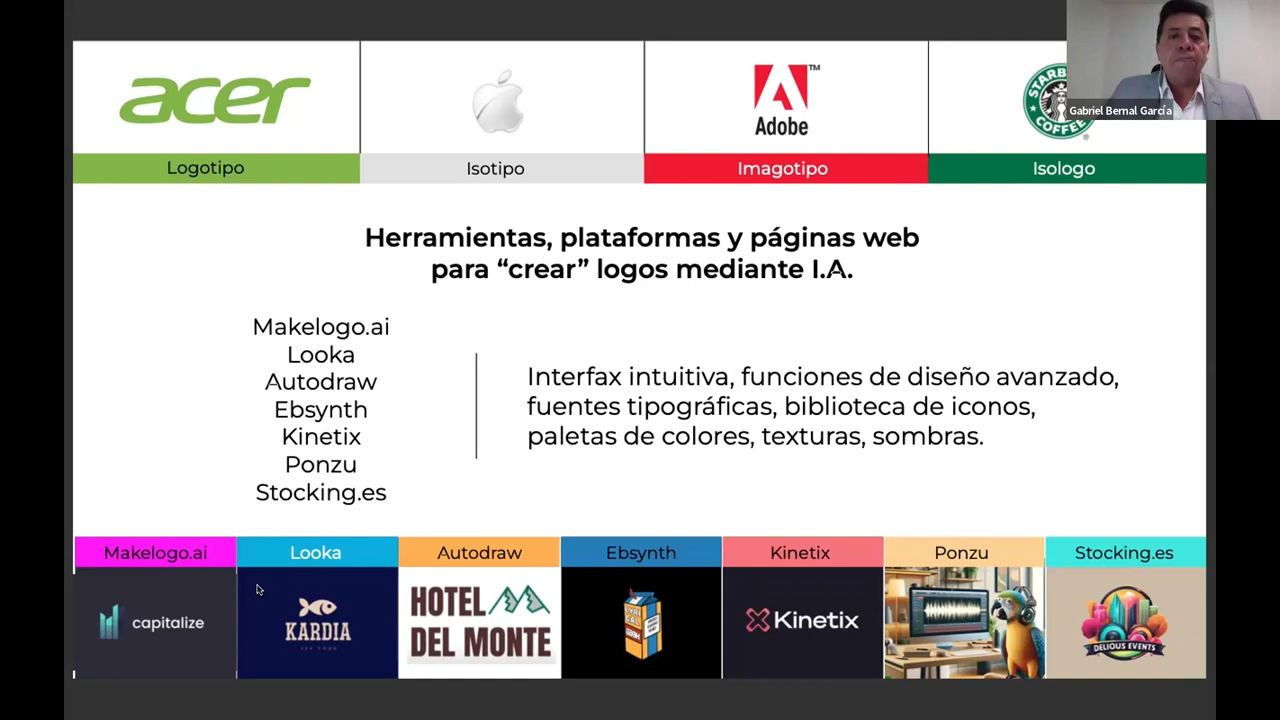 acer
TM
Adobe
STARB
COFFEE
®
Gabriel Bernal García
Logotipo
Isotipo
Imagotipo
Isologo
Herramientas, plataformas y páginas web
para “crear” logos mediante I.A.
Makelogo.ai
Looka
Autodraw
Ebsynth
Kinetix
Ponzu
Stocking.es
Interfax intuitiva, funciones de diseño avanzado,
fuentes tipográficas, biblioteca de iconos,
paletas de colores, texturas, sombras.
Makelogo.ai
Looka
Autodraw
Ebsynth
Kinetix
Ponzu
Stocking.es
capitalize
KARDIA
HOTEL
DEL MONTE
Kinetix
DELIOUS EVENTS